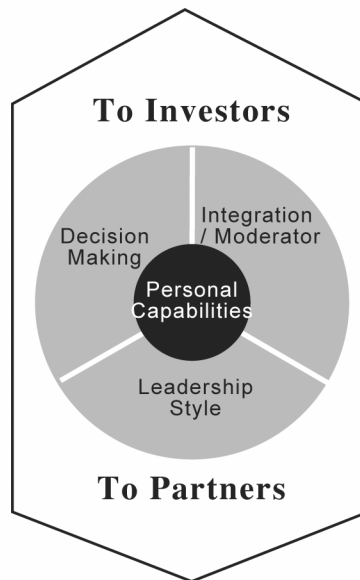 To Investors
Decision
Making
Integration
/ Moderator
Personal
Capabilities
Leadership
Style
To Partners